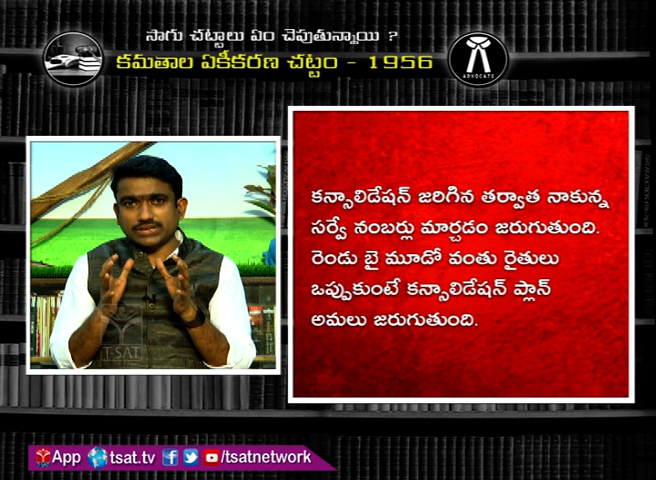 సాగు చట్టాలు ఏం చెపుతున్నాయి ?
కమతాల ఏకీకరణ చట్టం - 1956
ADVOCATE
కన్సాలిడేషన్ జరిగిన తర్వాత నాకున్న
సర్వే నంబర్లు మార్చడం జరుగుతుంది.
రెండు బై మూడో వంతు రైతులు
ఒప్పుకుంటే కన్సాలిడేషన్ ప్లాన్
అమలు జరుగుతుంది.
T-SAT
App tsat.tv /tsatnetwork